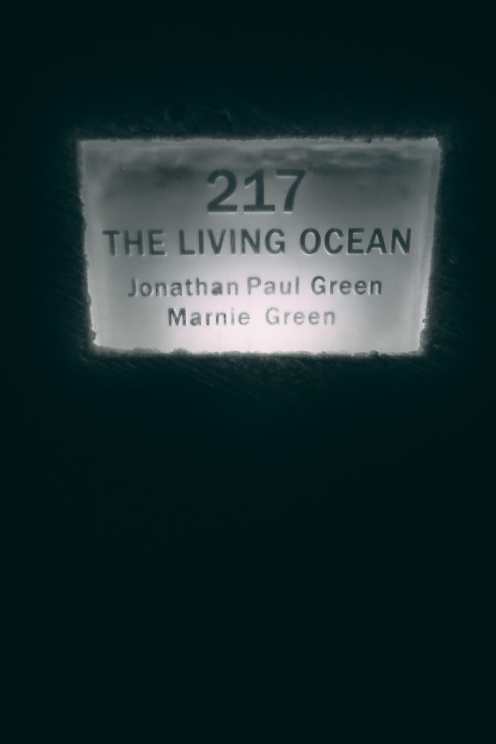 217
THE LIVING OCEAN
Jonathan Paul Green
Marnie Green